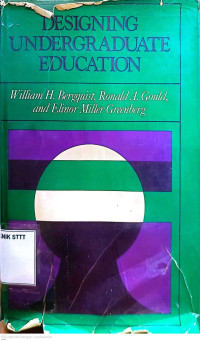 DESIGNING
UNDERGRADUATE
EDUCATION
William H. Bergquist, Ronald A. Gould,
and Elinor Miller Greenberg
NIK STTT